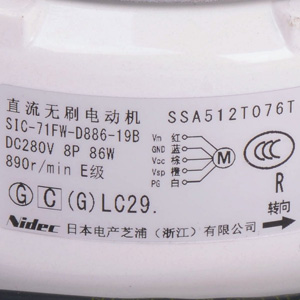 直流无刷电动机 SSA512T076T
SIC-71FW-D886-19B
DC280V 8P 86W
890r/min E级
Vm 红
GND 蓝
Vcc 棕
Vsp 橙
PG 白
M
CCC
R
转向
G C (G)LC29.
Nidec 日本电产芝浦（浙江）有限公司